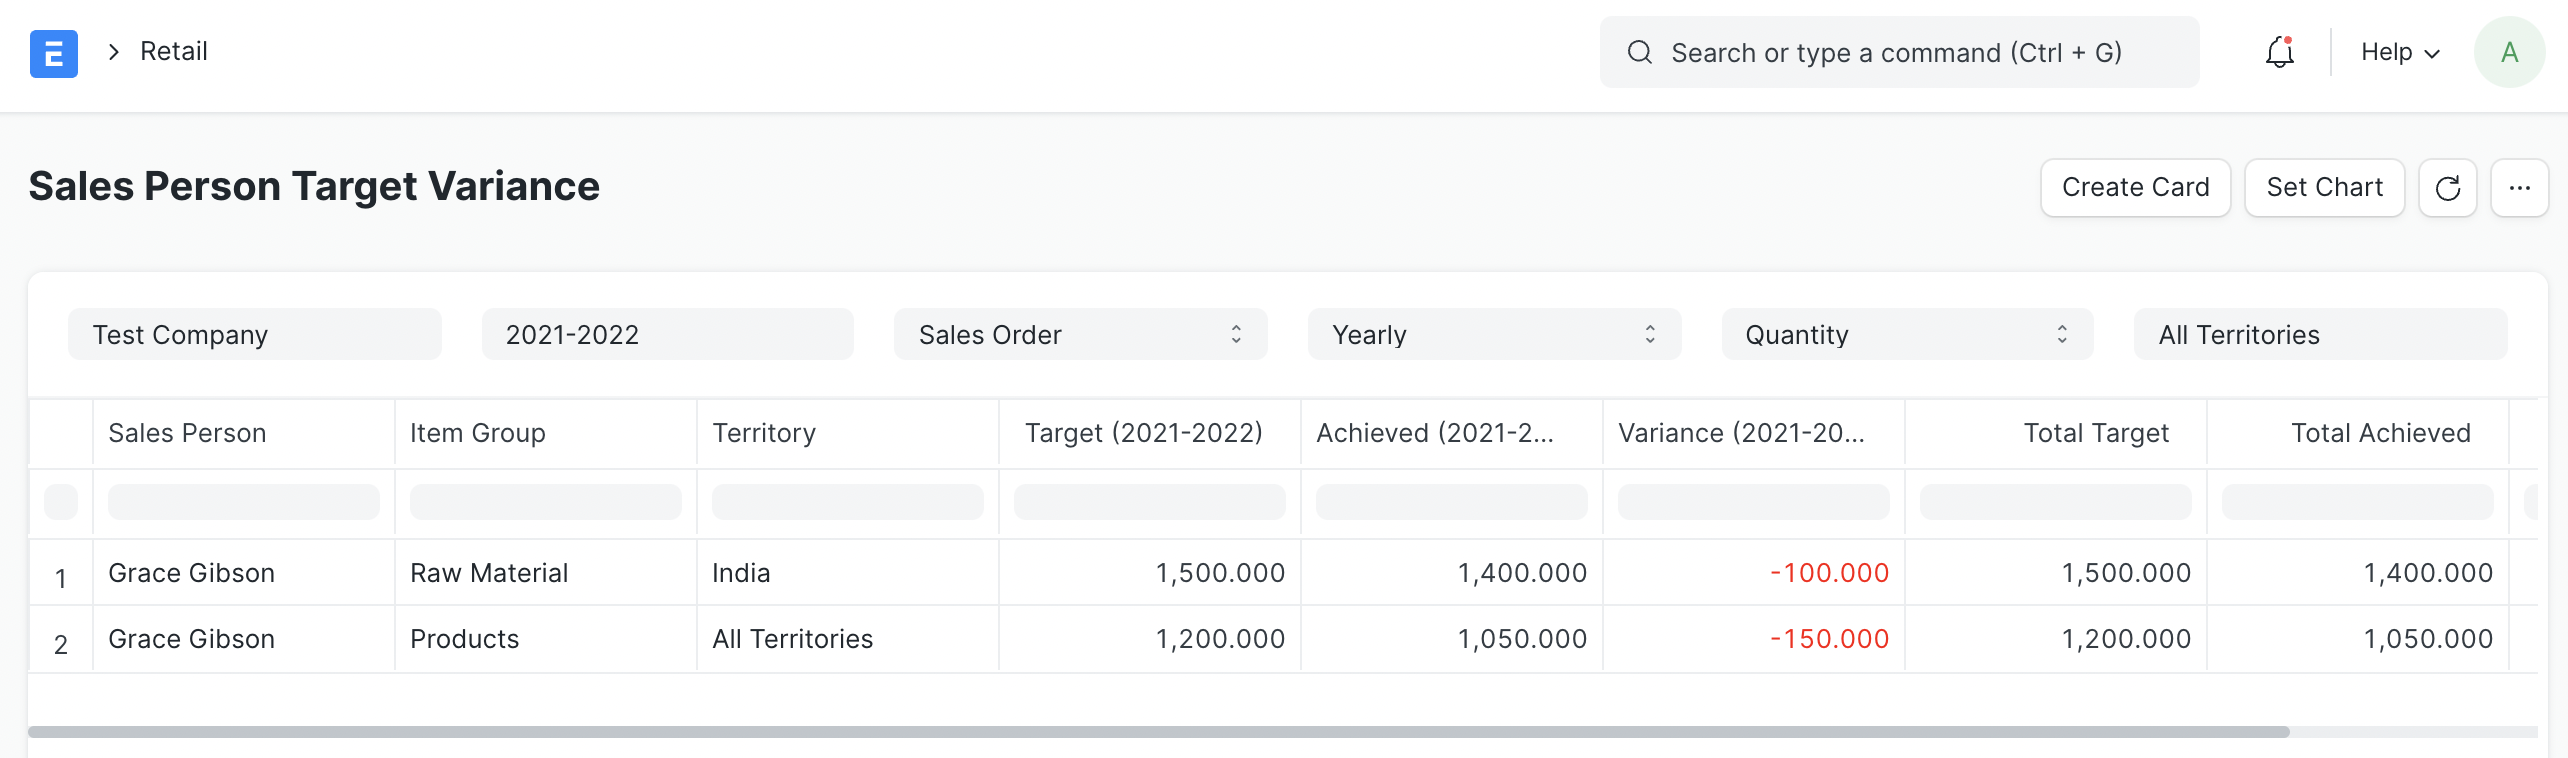 E > Retail Search or type a command (Ctrl + G) Help A
Sales Person Target Variance Create Card Set Chart ...
Test Company 2021-2022 Sales Order Yearly Quantity All Territories
Sales Person Item Group Territory Target (2021-2022) Achieved (2021-2... Variance (2021-20... Total Target Total Achieved
1 Grace Gibson Raw Material India 1,500.000 1,400.000 -100.000 1,500.000 1,400.000
2 Grace Gibson Products All Territories 1,200.000 1,050.000 -150.000 1,200.000 1,050.000